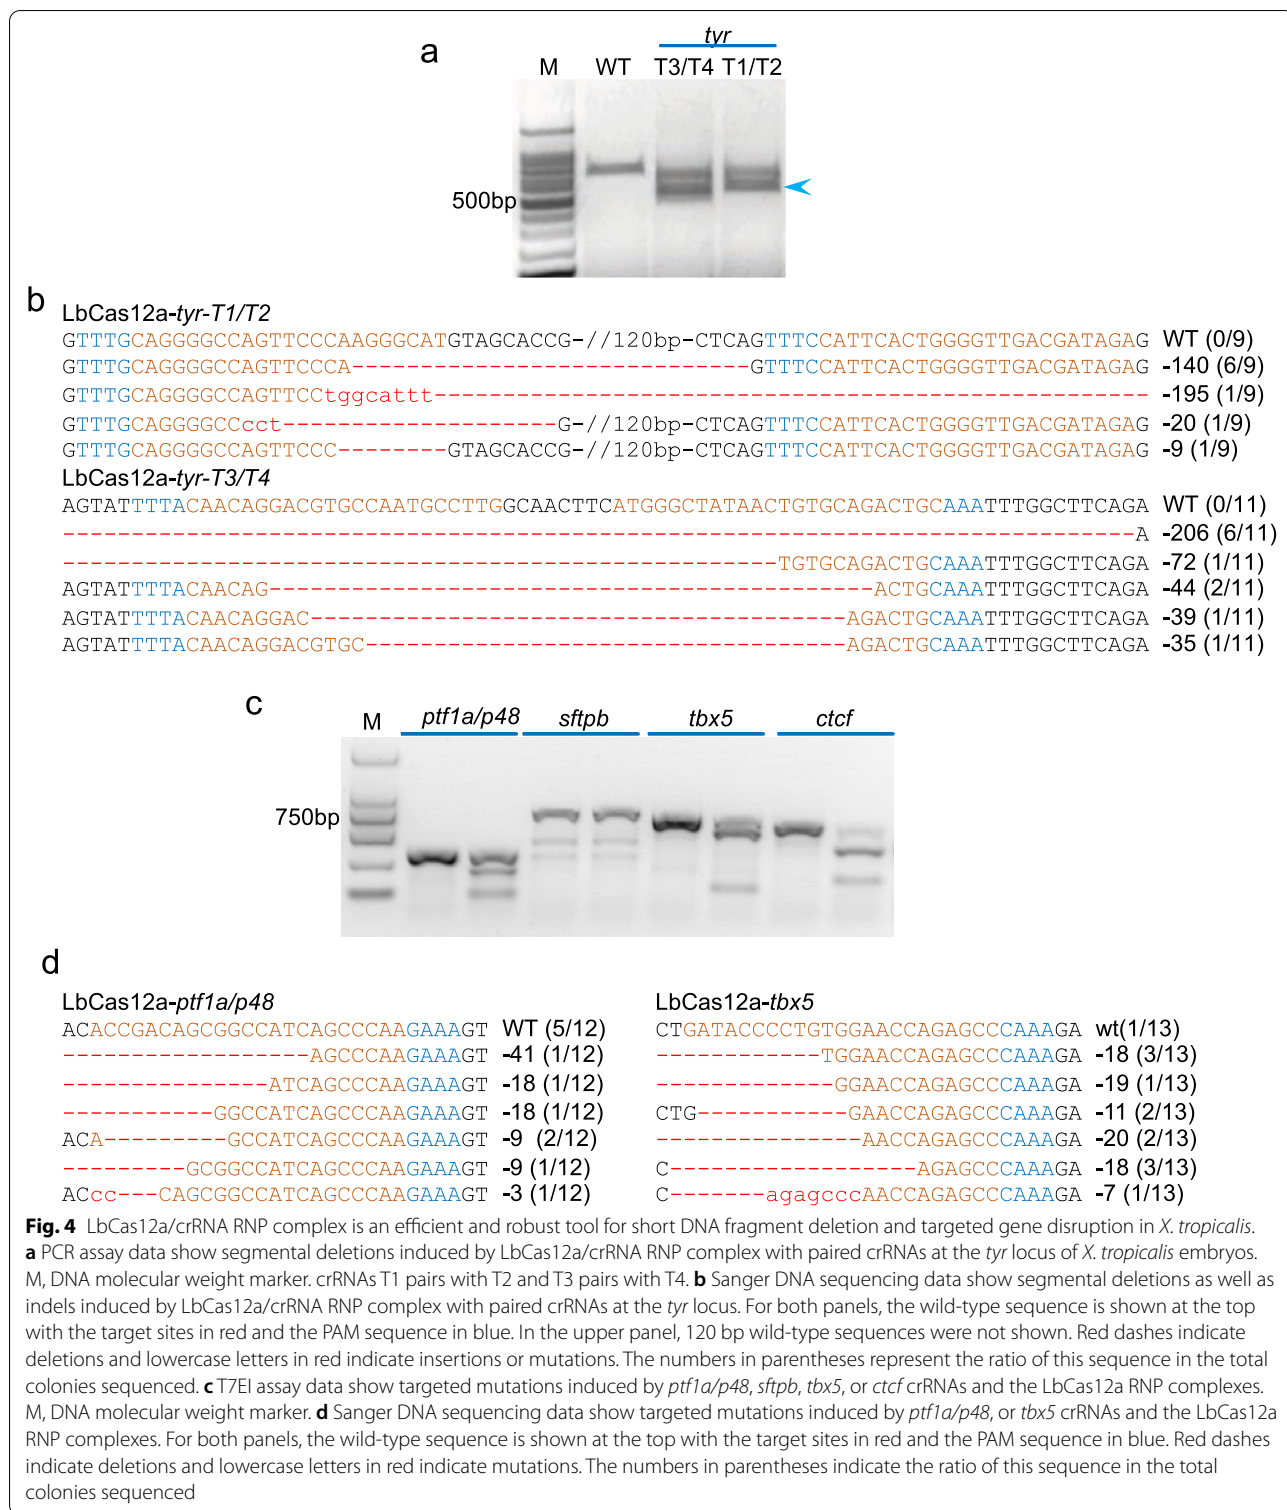 a
tyr
M WT T3/T4 T1/T2
500bp
b
LbCas12a-tyr-T1/T2
GTTTGCAGGGGCCAGTTCCCAAGGGCATGTAGCACCG-//120bp-CTCAGTTTCCATTCACTGGGGTTGACGATAGAG WT (0/9)
GTTTGCAGGGGCCAGTTCCCA-----------------------------GTTTCCATTCACTGGGGTTGACGATAGAG -140 (6/9)
GTTTGCAGGGGCCAGTTCCtggcattt---------------------------------------------------- -195 (1/9)
GTTTGCAGGGGCCcct--------------------G-//120bp-CTCAGTTTCCATTCACTGGGGTTGACGATAGAG -20 (1/9)
GTTTGCAGGGGCCAGTTCCC--------GTAGCACCG-//120bp-CTCAGTTTCCATTCACTGGGGTTGACGATAGAG -9 (1/9)
LbCas12a-tyr-T3/T4
AGTATTTTACAACAGGACGTGCCAATGCCTTGGCAACTTCATGGGCTATAACTGTGCAGACTGCAAATTTGGCTTCAGA WT (0/11)
------------------------------------------------------------------------------A -206 (6/11)
----------------------------------------------------TGTGCAGACTGCAAATTTGGCTTCAGA -72 (1/11)
AGTATTTTACAACAG--------------------------------------------ACTGCAAATTTGGCTTCAGA -44 (2/11)
AGTATTTTACAACAGGAC---------------------------------------AGACTGCAAATTTGGCTTCAGA -39 (1/11)
AGTATTTTACAACAGGACGTGC-----------------------------------AGACTGCAAATTTGGCTTCAGA -35 (1/11)
c
M ptf1a/p48 sftpb tbx5 ctcf
750bp
d
LbCas12a-ptf1a/p48
ACACCGACAGCGGCCATCAGCCCAAGAAAGT WT (5/12)
------------------AGCCCAAGAAAGT -41 (1/12)
---------------ATCAGCCCAAGAAAGT -18 (1/12)
-----------GGCCATCAGCCCAAGAAAGT -18 (1/12)
ACA---------GCCATCAGCCCAAGAAAGT -9 (2/12)
---------GCGGCCATCAGCCCAAGAAAGT -9 (1/12)
ACcc---CAGCGGCCATCAGCCCAAGAAAGT -3 (1/12)
LbCas12a-tbx5
CTGATACCCCTGTGGAACCAGAGCCCAAAGA wt(1/13)
------------TGGAACCAGAGCCCAAAGA -18 (3/13)
-------------GGAACCAGAGCCCAAAGA -19 (1/13)
CTG-----------GAACCAGAGCCCAAAGA -11 (2/13)
---------------AACCAGAGCCCAAAGA -20 (2/13)
C------------------AGAGCCCAAAGA -18 (3/13)
C-------agagcccAACCAGAGCCCAAAGA -7 (1/13)
Fig. 4 LbCas12a/crRNA RNP complex is an efficient and robust tool for short DNA fragment deletion and targeted gene disruption in X. tropicalis.
a PCR assay data show segmental deletions induced by LbCas12a/crRNA RNP complex with paired crRNAs at the tyr locus of X. tropicalis embryos.
M, DNA molecular weight marker. crRNAs T1 pairs with T2 and T3 pairs with T4. b Sanger DNA sequencing data show segmental deletions as well as
indels induced by LbCas12a/crRNA RNP complex with paired crRNAs at the tyr locus. For both panels, the wild-type sequence is shown at the top
with the target sites in red and the PAM sequence in blue. In the upper panel, 120 bp wild-type sequences were not shown. Red dashes indicate
deletions and lowercase letters in red indicate insertions or mutations. The numbers in parentheses represent the ratio of this sequence in the total
colonies sequenced. c T7EI assay data show targeted mutations induced by ptf1a/p48, sftpb, tbx5, or ctcf crRNAs and the LbCas12a RNP complexes.
M, DNA molecular weight marker. d Sanger DNA sequencing data show targeted mutations induced by ptf1a/p48, or tbx5 crRNAs and the LbCas12a
RNP complexes. For both panels, the wild-type sequence is shown at the top with the target sites in red and the PAM sequence in blue. Red dashes
indicate deletions and lowercase letters in red indicate mutations. The numbers in parentheses indicate the ratio of this sequence in the total
colonies sequenced